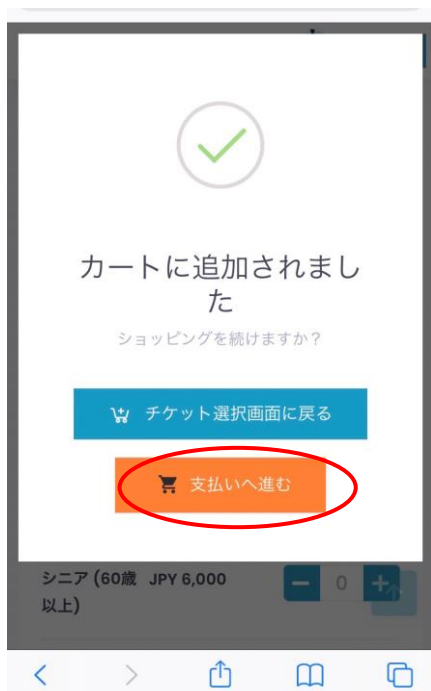 カートに追加されまし
た
ショッピングを続けますか？
チケット選択画面に戻る
支払いへ進む
シニア (60歳 JPY 6,000
以上)
0